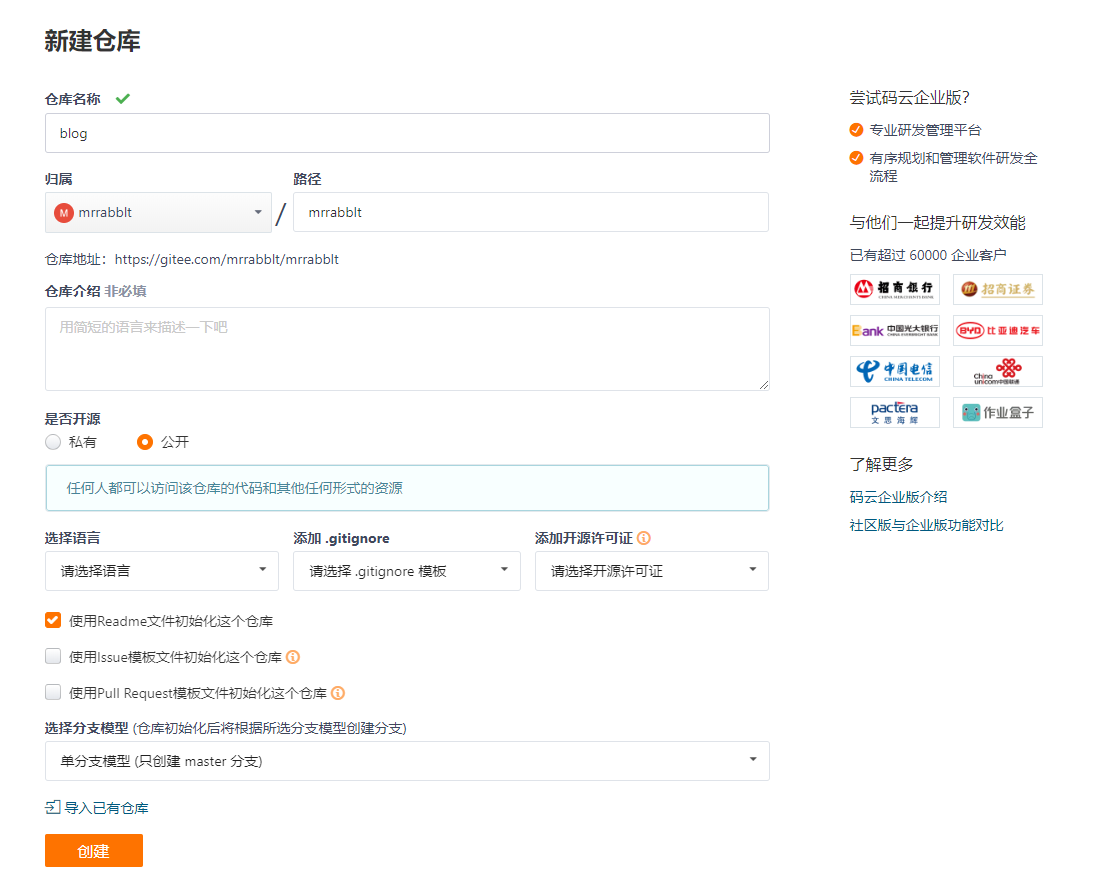 新建仓库
仓库名称
blog
归属
路径
M mrrabblt
/
mrrabblt
仓库地址：https://gitee.com/mrrabblt/mrrabblt
仓库介绍 非必填
用简短的语言来描述一下吧
是否开源
私有
公开
任何人都可以访问该仓库的代码和其他任何形式的资源
选择语言
添加 .gitignore
添加开源许可证
请选择语言
请选择 .gitignore 模板
请选择开源许可证
使用Readme文件初始化这个仓库
使用Issue模板文件初始化这个仓库
使用Pull Request模板文件初始化这个仓库
选择分支模型 (仓库初始化后将根据所选分支模型创建分支)
单分支模型 (只创建 master 分支)
导入已有仓库
创建
尝试码云企业版？
专业研发管理平台
有序规划和管理软件研发全
流程
与他们一起提升研发效能
已有超过 60000 企业客户
招商银行
CHINA MERCHANTS BANK
招商证券
Bank 中国光大银行
CHINA EVERBRIGHT BANK
BYD 比亚迪汽车
中国电信
CHINA TELECOM
China
unicom中国联通
pactera
文思海辉
作业盒子
了解更多
码云企业版介绍
社区版与企业版功能对比